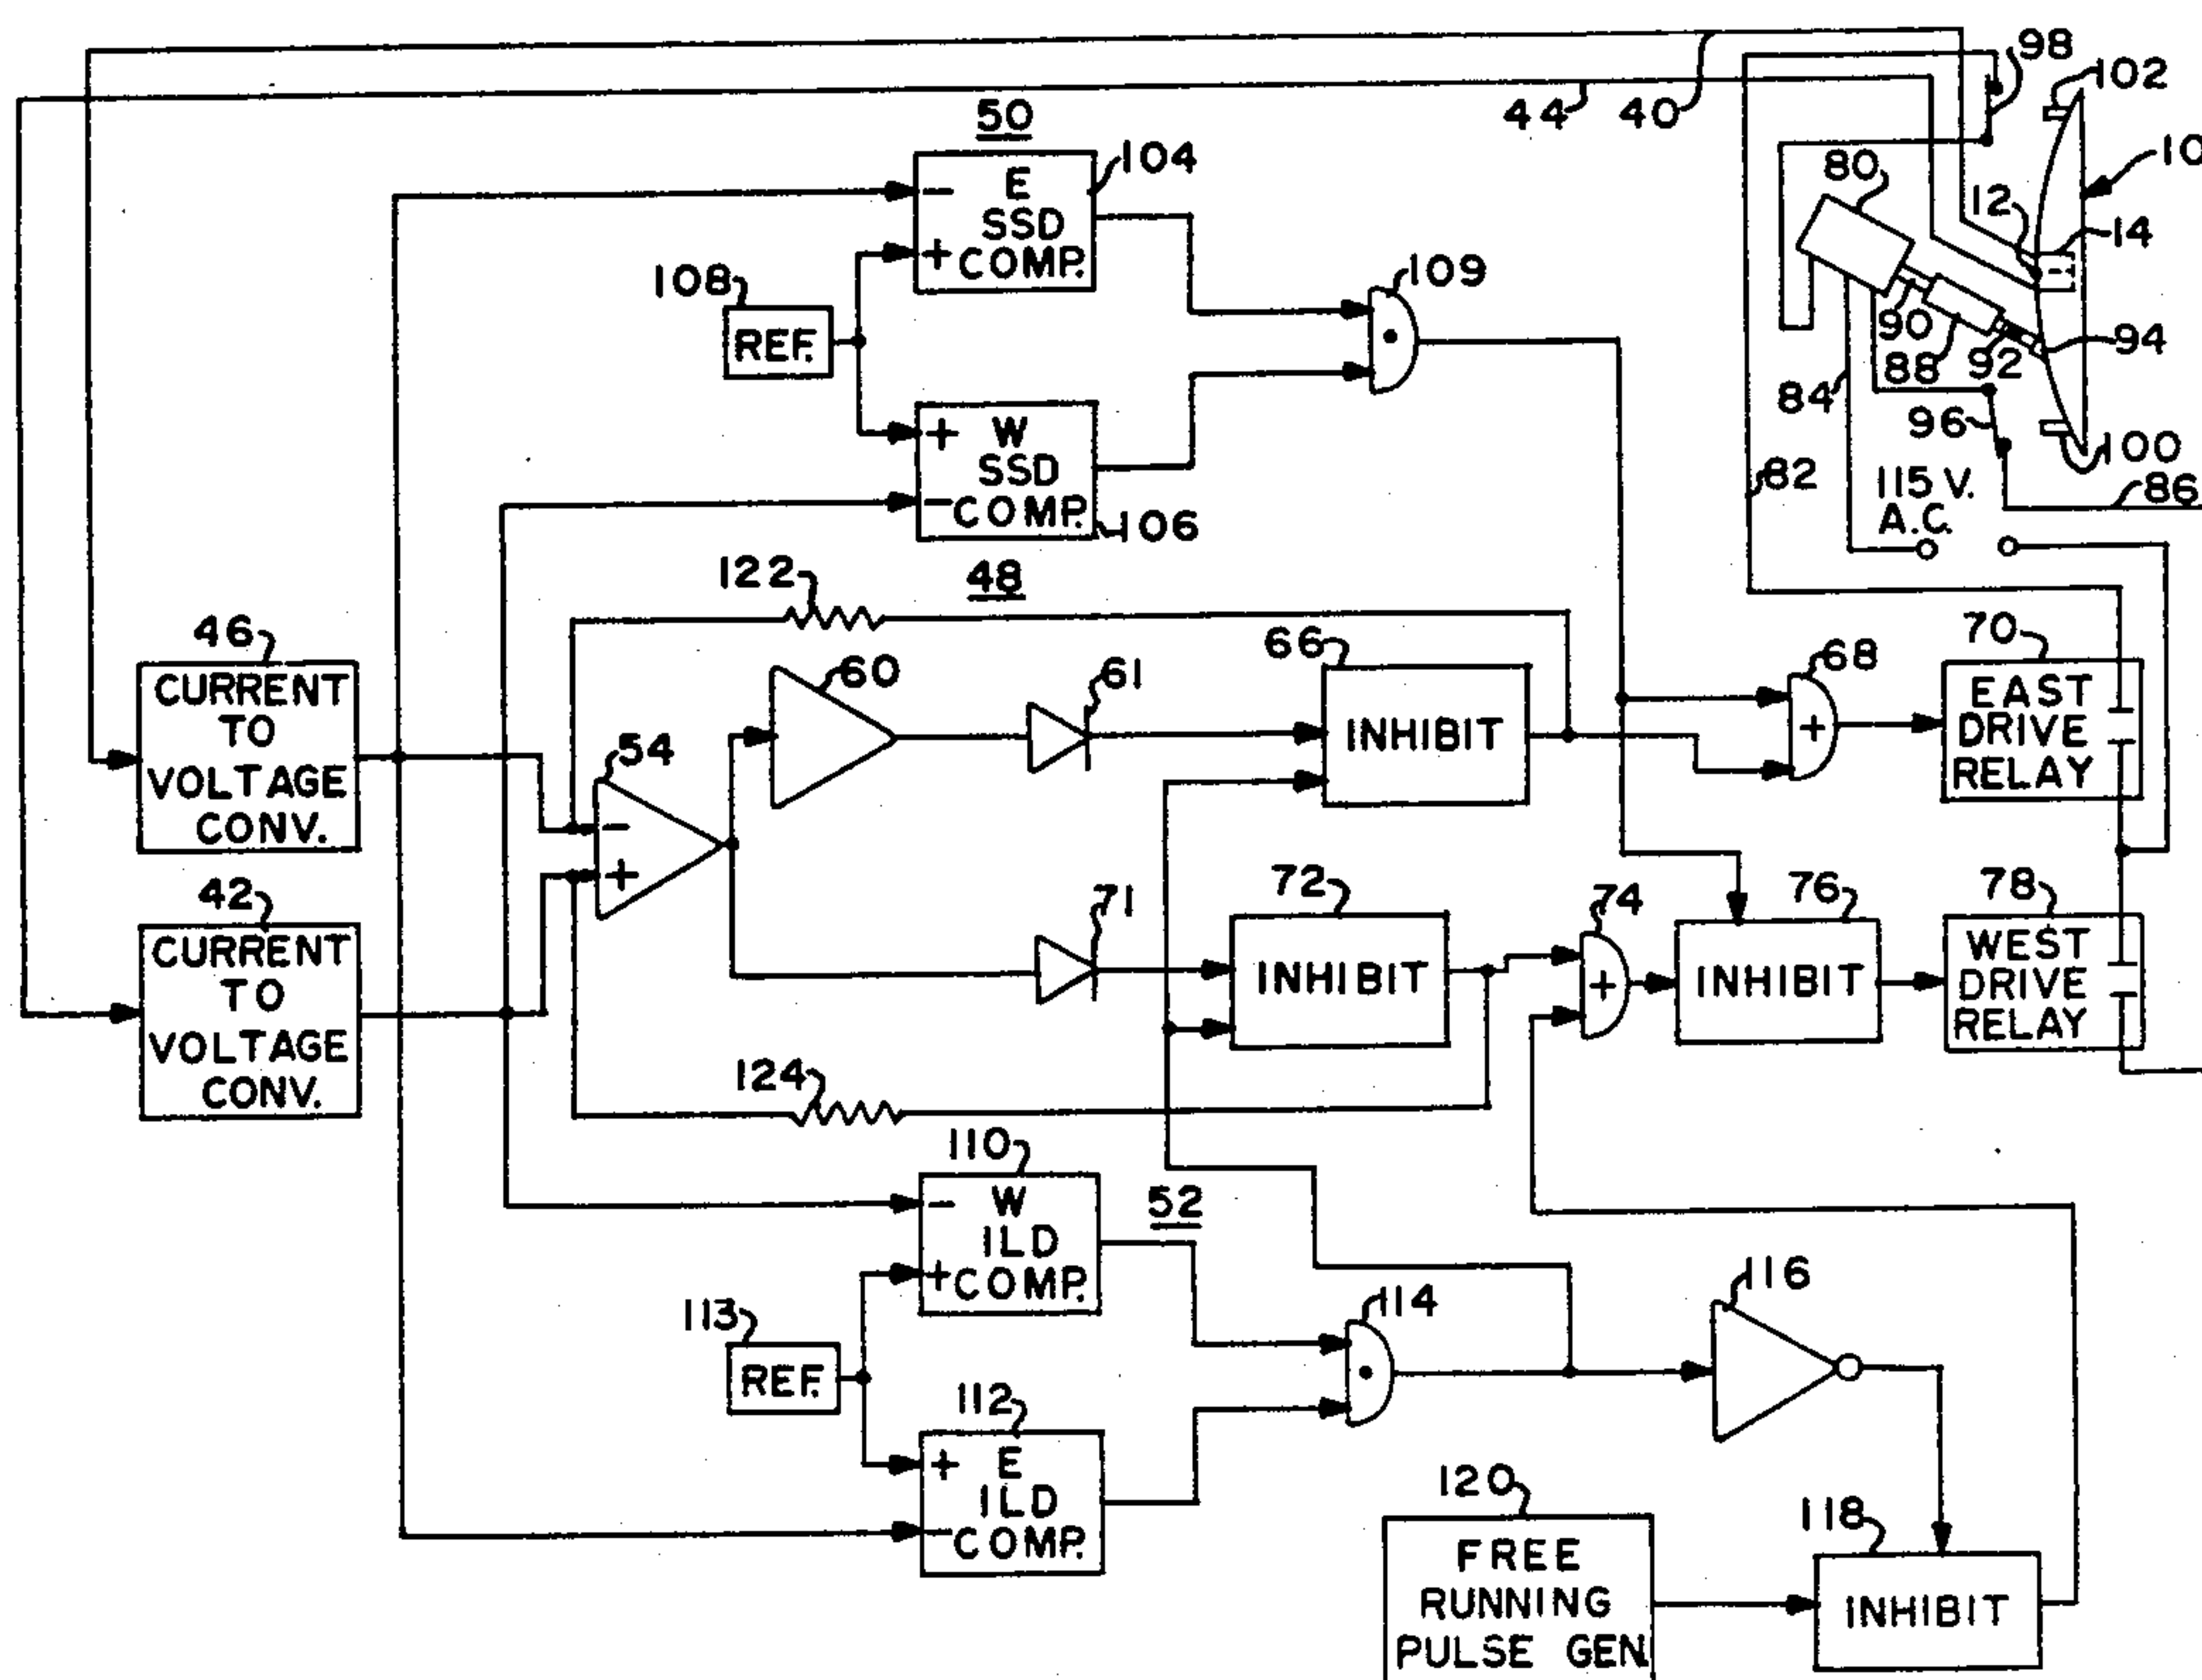 98
102
44
40
50
104
80
10
E
SSD
COMP.
12
14
108
109
REF.
90
88
92
94
84
96
W
SSD
COMP.
100
82
115 V.
A.C.
86
106
122
48
46
66
70
68
60
61
CURRENT
TO
VOLTAGE
CONV.
INHIBIT
EAST
DRIVE
RELAY
54
42
71
72
74
76
78
CURRENT
TO
VOLTAGE
CONV.
INHIBIT
INHIBIT
WEST
DRIVE
RELAY
124
110
W
ILD
COMP.
52
113
114
116
REF.
112
E
ILD
COMP.
120
118
FREE
RUNNING
PULSE GEN.
INHIBIT